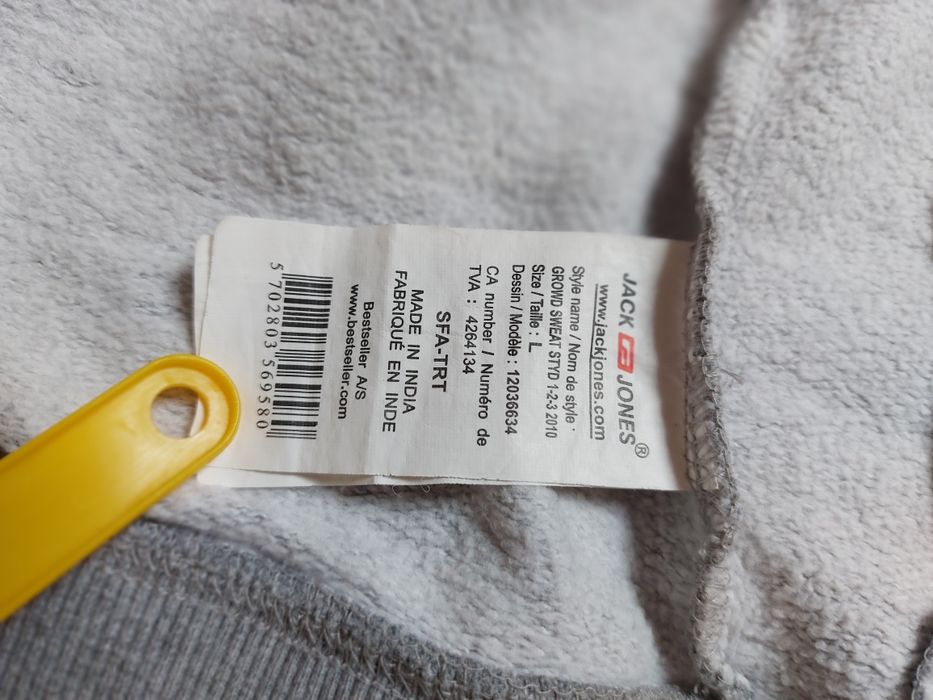 JACK JONES®
www.jackjones.com
Style name / Nom de style :
GROWD SWEAT STYD 1-2-3 2010
Size / Taille : L
Dessin / Modèle : 12036634
CA number / Numéro de
TVA : 4264134
SFA-TRT
MADE IN INDIA
FABRIQUÉ EN INDE
Bestseller A/S
www.bestseller.com
5 702803 569580